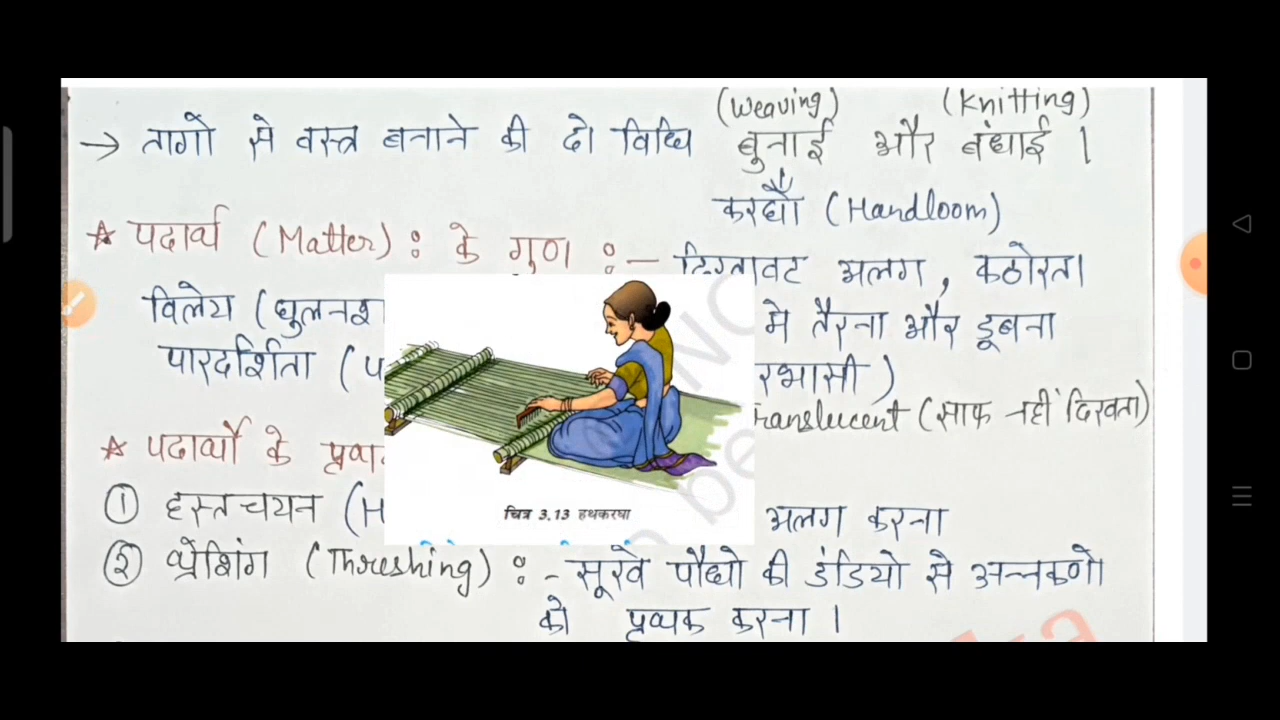 (Weaving) (Knitting)
→ तागो से वस्त्र बनाने की दो विधि बुनाई और बंधाई ।
करघौ (Handloom)
☆ पदार्थ (Matter) : के गुण :- दिखावट अलग, कठोरता
विलेय (घुलनश मे तैरना और डूबना
पारदर्शिता ( रभासी )
Translucent (साफ नहीं दिखता)
☆ पदार्थो के पृथक
① हस्तचयन (H अलग करना
चित्र 3.13 हथकरघा
② थ्रेशिंग (Threshing) :- सूखे पौधो की डंडियो से अन्नकणो
को पृथक करना ।